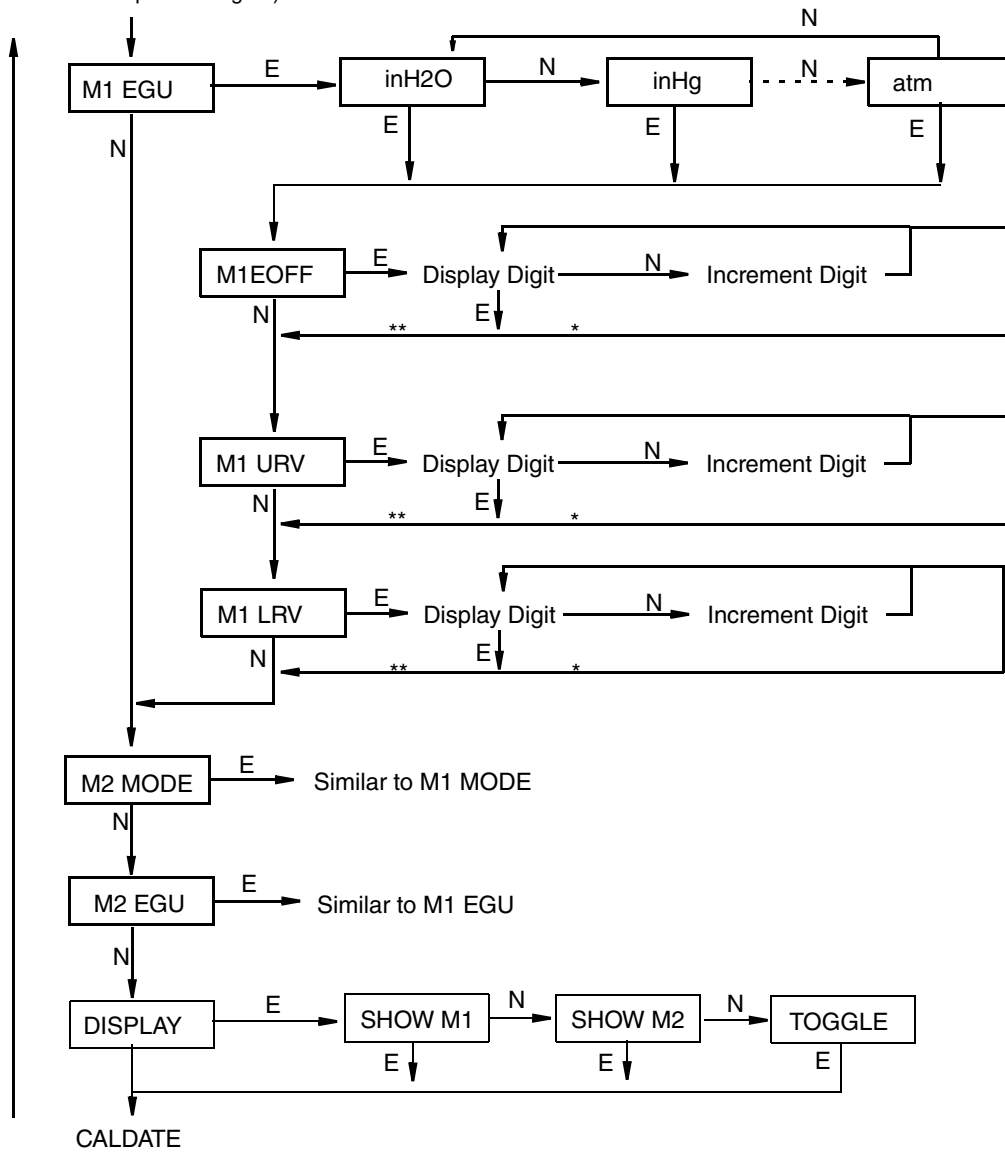 N
M1 EGU E inH2O N inHg N atm
N E E E
M1EOFF E Display Digit N Increment Digit
N E ** *
M1 URV E Display Digit N Increment Digit
N E ** *
M1 LRV E Display Digit N Increment Digit
N E ** *
M2 MODE E Similar to M1 MODE
N
M2 EGU E Similar to M1 EGU
N
DISPLAY E SHOW M1 N SHOW M2 N TOGGLE
E E E
CALDATE